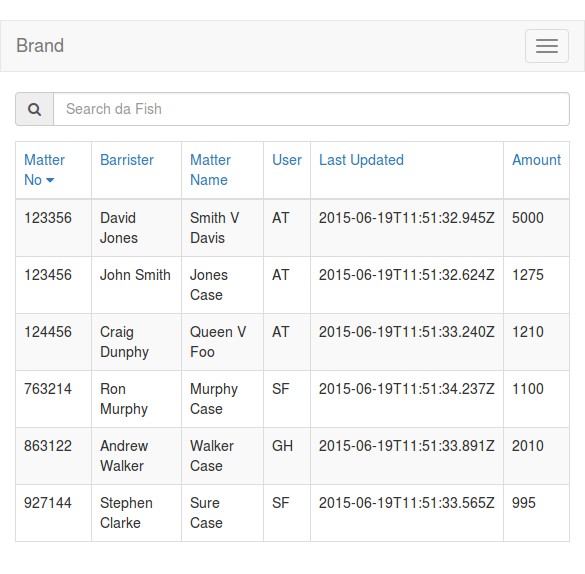 Brand
Search da Fish
Matter No Barrister Matter Name User Last Updated Amount
123356 David Jones Smith V Davis AT 2015-06-19T11:51:32.945Z 5000
123456 John Smith Jones Case AT 2015-06-19T11:51:32.624Z 1275
124456 Craig Dunphy Queen V Foo AT 2015-06-19T11:51:33.240Z 1210
763214 Ron Murphy Murphy Case SF 2015-06-19T11:51:34.237Z 1100
863122 Andrew Walker Walker Case GH 2015-06-19T11:51:33.891Z 2010
927144 Stephen Clarke Sure Case SF 2015-06-19T11:51:33.565Z 995